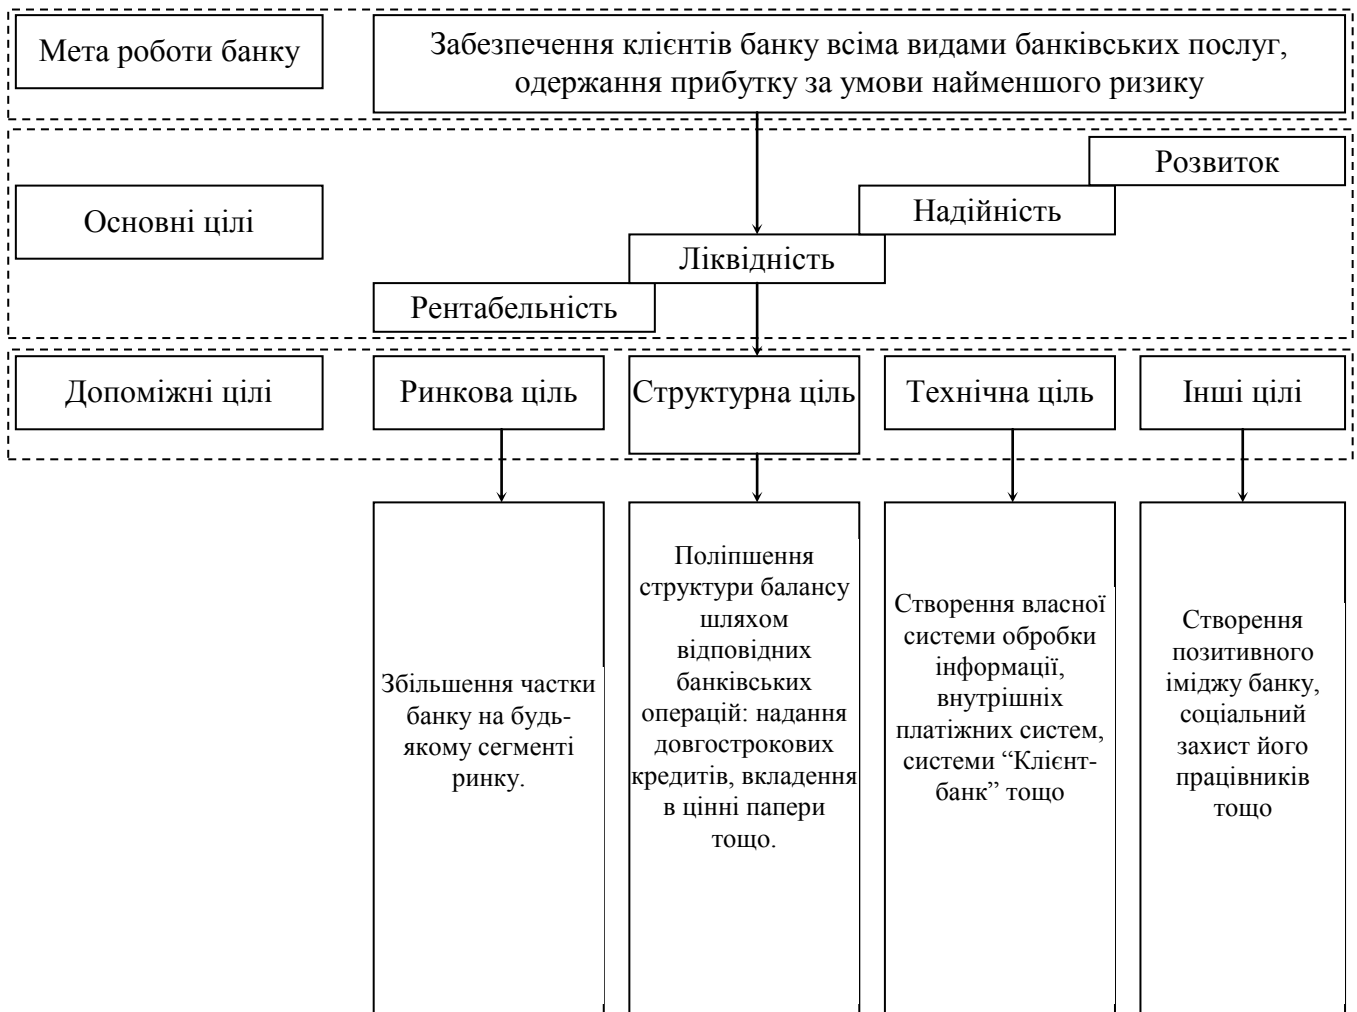 Мета роботи банку
Забезпечення клієнтів банку всіма видами банківських послуг,
одержання прибутку за умови найменшого ризику
Розвиток
Надійність
Основні цілі
Ліквідність
Рентабельність
Допоміжні цілі
Ринкова ціль
Структурна ціль
Технічна ціль
Інші цілі
Збільшення частки
банку на будь-
якому сегменті
ринку.
Поліпшення
структури балансу
шляхом
відповідних
банківських
операцій: надання
довгострокових
кредитів, вкладення
в цінні папери
тощо.
Створення власної
системи обробки
інформації,
внутрішніх
платіжних систем,
системи “Клієнт-
банк” тощо
Створення
позитивного
іміджу банку,
соціальний
захист його
працівників
тощо